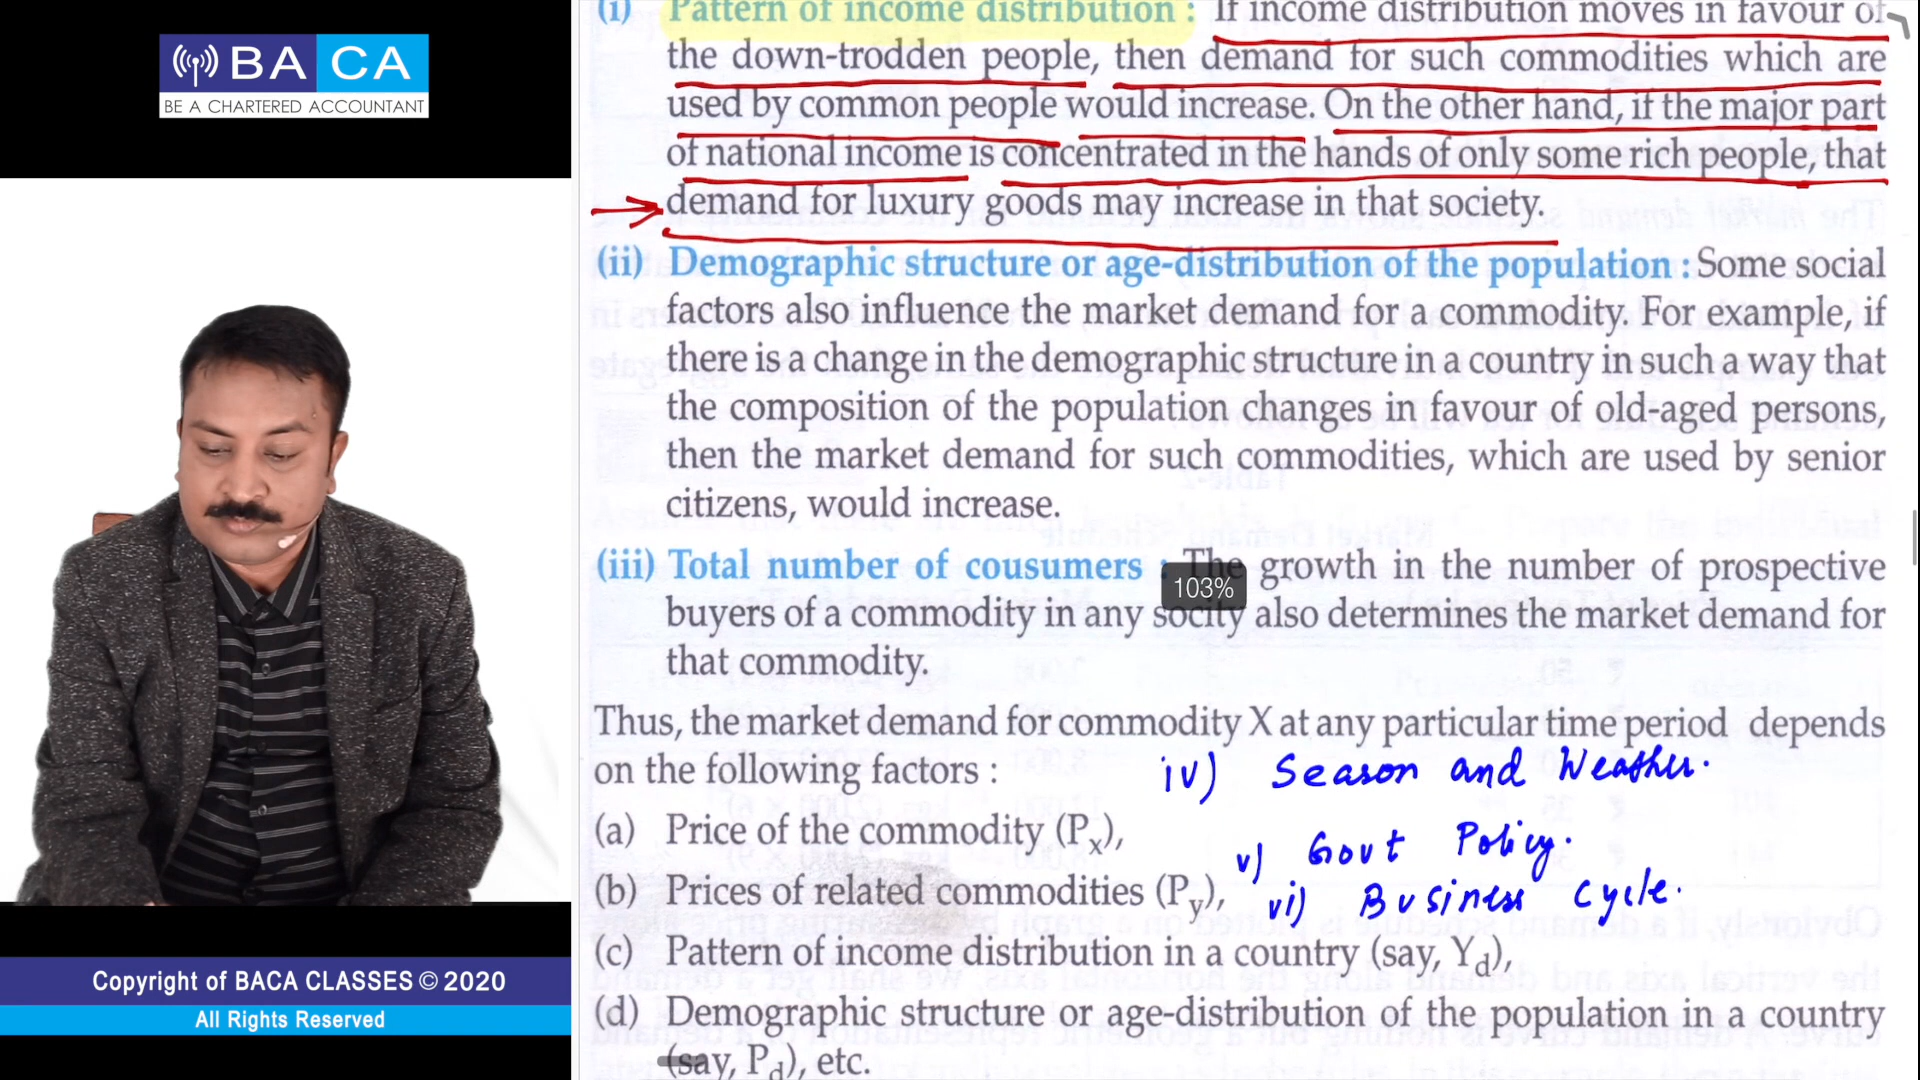 BA CA
BE A CHARTERED ACCOUNTANT
(i) Pattern of income distribution : If income distribution moves in favour of
the down-trodden people, then demand for such commodities which are
used by common people would increase. On the other hand, if the major part
of national income is concentrated in the hands of only some rich people, that
demand for luxury goods may increase in that society.
(ii) Demographic structure or age-distribution of the population : Some social
factors also influence the market demand for a commodity. For example, if
there is a change in the demographic structure in a country in such a way that
the composition of the population changes in favour of old-aged persons,
then the market demand for such commodities, which are used by senior
citizens, would increase.
(iii) Total number of cousumers : The growth in the number of prospective
103%
buyers of a commodity in any socity also determines the market demand for
that commodity.
Thus, the market demand for commodity X at any particular time period depends
on the following factors :
iv) Season and Weather.
(a) Price of the commodity (Px),
v) Govt Policy.
(b) Prices of related commodities (Py),
vi) Business cycle.
(c) Pattern of income distribution in a country (say, Yd),
(d) Demographic structure or age-distribution of the population in a country
(say, Pd), etc.
Copyright of BACA CLASSES © 2020
All Rights Reserved